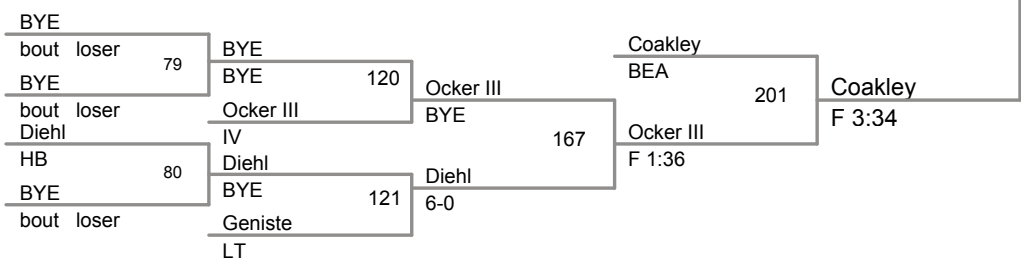 BYE
bout loser
79
BYE
bout loser
Diehl
HB
80
BYE
bout loser
BYE
BYE
120
Ocker III
IV
Diehl
BYE
121
Geniste
LT
Ocker III
BYE
167
Diehl
6-0
Coakley
BEA
201
Ocker III
F 1:36
Coakley
F 3:34